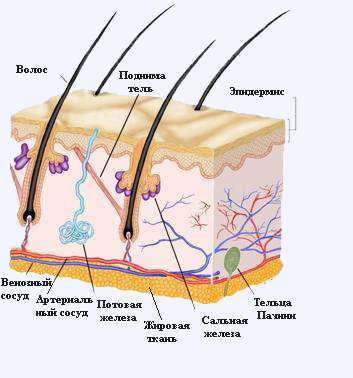 Волос
Поднима
тель
Эпидермис
Венозный
сосуд
Артериаль
ный сосуд
Потовая
железа
Жировая
ткань
Сальная
железа
Тельца
Пачини